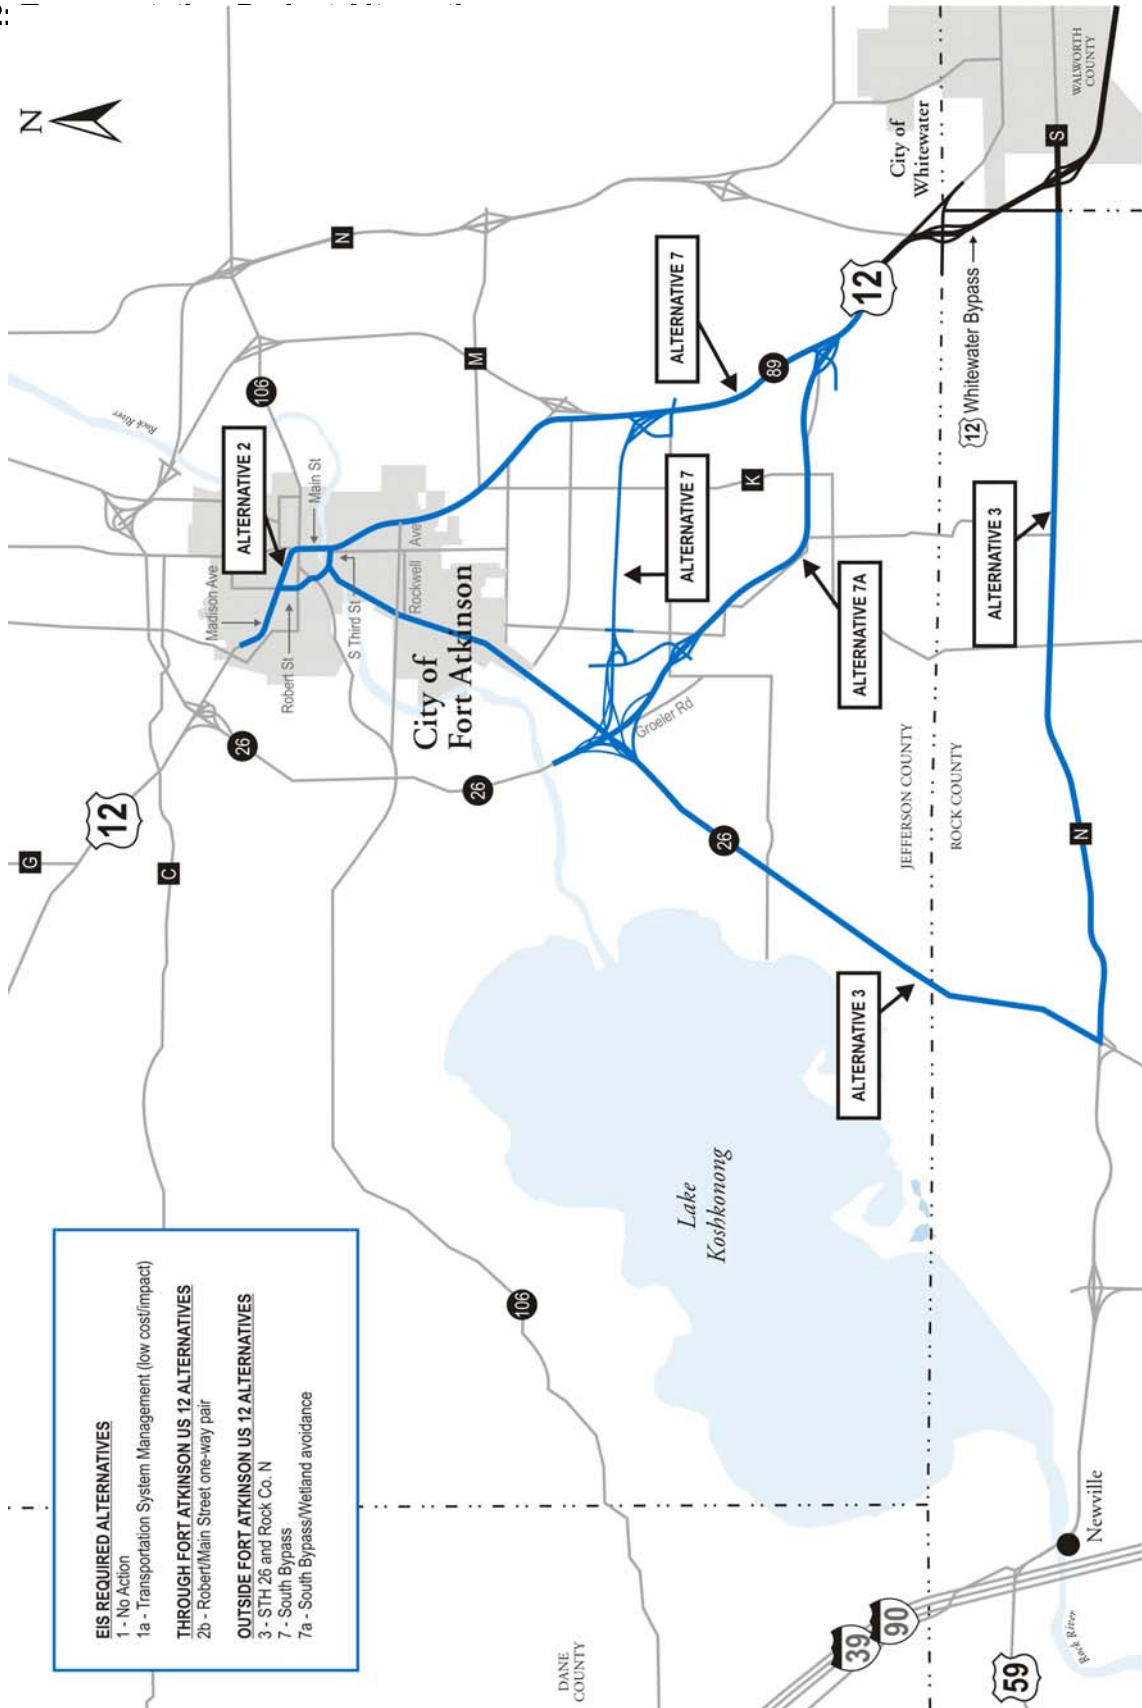 N
EIS REQUIRED ALTERNATIVES
1 - No Action
1a - Transportation System Management (low cost/impact)
THROUGH FORT ATKINSON US 12 ALTERNATIVES
2b - Robert/Main Street one-way pair
OUTSIDE FORT ATKINSON US 12 ALTERNATIVES
3 - STH 26 and Rock Co. N
7 - South Bypass
7a - South Bypass/Wetland avoidance
G
12
C
26
106
Rock River
N
106
M
ALTERNATIVE 2
Madison Ave
Main St
Robert St
S Third St
Rockwell
Ave
City of
Fort Atkinson
26
ALTERNATIVE 7
89
ALTERNATIVE 7
K
Groeler Rd
26
ALTERNATIVE 7A
12
City of
Whitewater
WALWORTH
COUNTY
S
12 Whitewater Bypass
ALTERNATIVE 3
JEFFERSON COUNTY
ROCK COUNTY
N
ALTERNATIVE 3
Lake
Koshkonong
DANE
COUNTY
39
90
59
Newville
Rock River